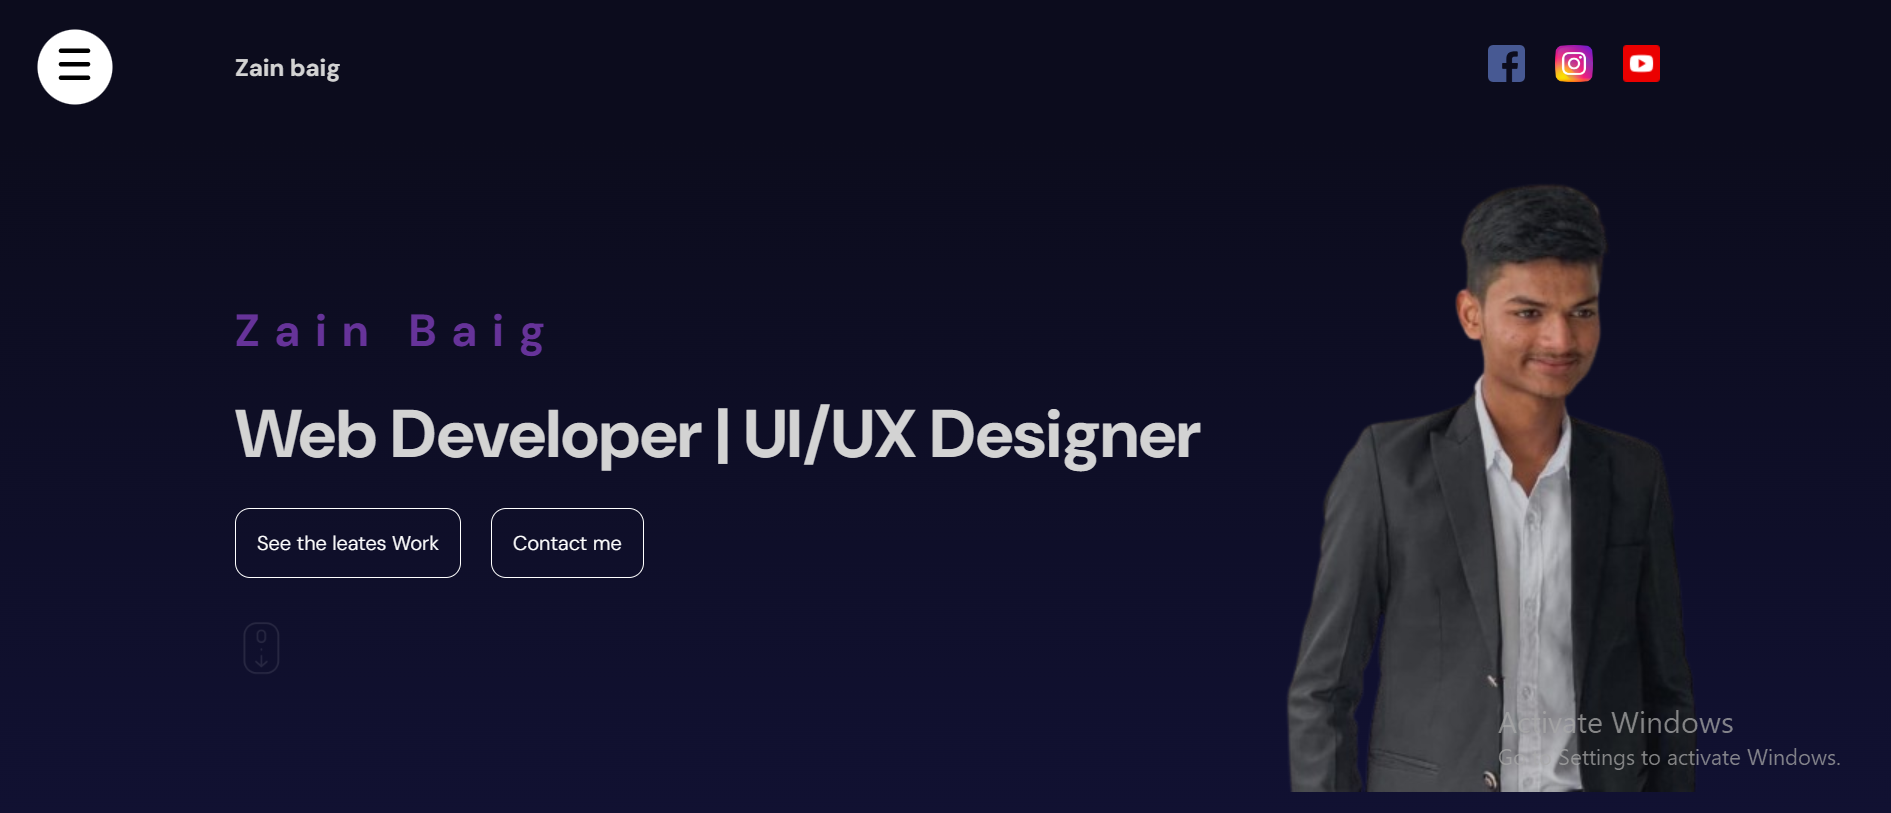 Zain baig
Zain Baig
Web Developer | UI/UX Designer
See the leates Work
Contact me
Activate Windows
Go to Settings to activate Windows.